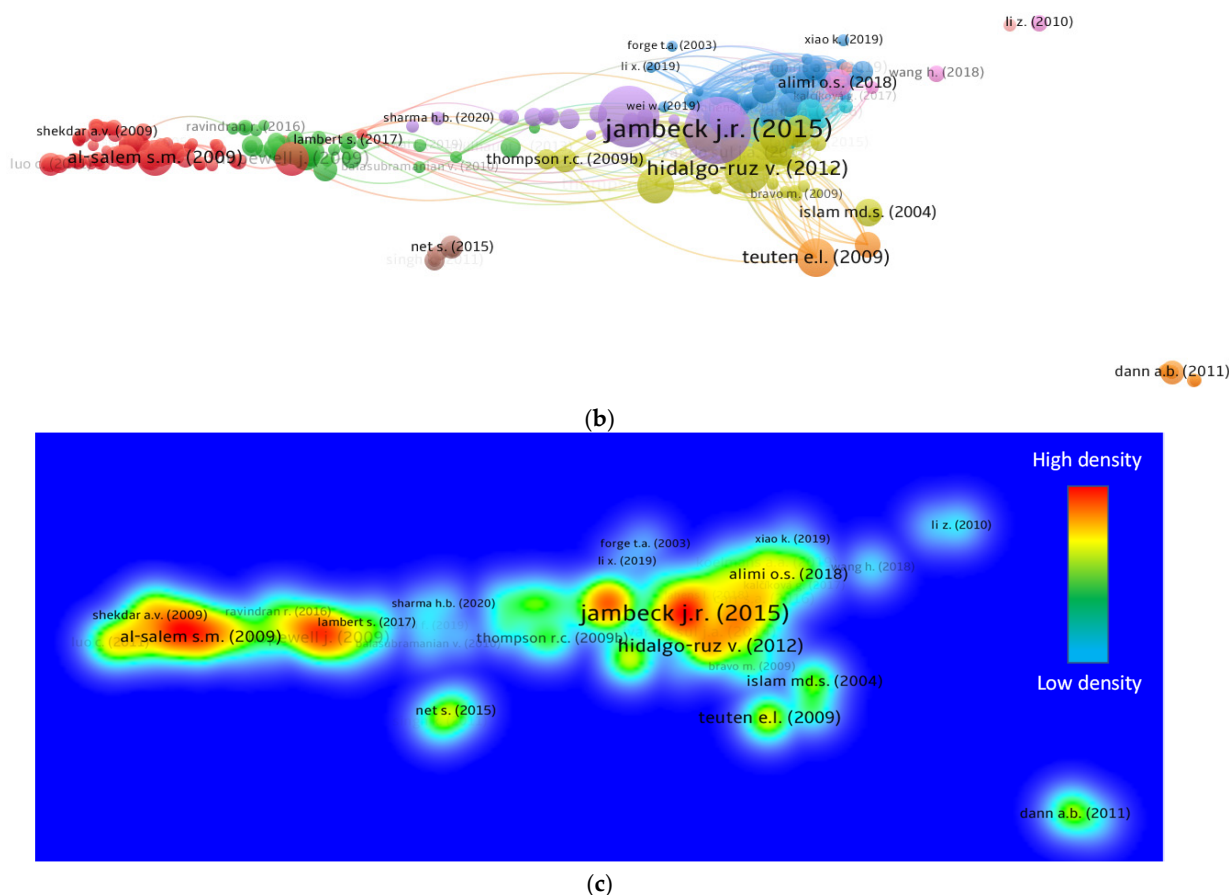 li z. (2010)
forge t.a. (2003)
xiao k. (2019)
li x. (2019)
wang h. (2018)
alimi o.s. (2018)
wei w. (2019)
sharma h.b. (2020)
shekdar a.v. (2009)
ravindran r. (2016)
jambeck j.r. (2015)
lambert s. (2017)
al-salem s.m. (2009)
thompson r.c. (2009b)
balasubramanian v. (2010)
hidalgo-ruz v. (2012)
bravo m. (2009)
islam md.s. (2004)
net s. (2015)
teuten e.l. (2009)
dann a.b. (2011)
(b)
High density
li z. (2010)
xiao k. (2019)
forge t.a. (2003)
li x. (2019)
wang h. (2018)
alimi o.s. (2018)
sharma h.b. (2020)
ravindran r. (2016)
shekdar a.v. (2009)
jambeck j.r. (2015)
lambert s. (2017)
al-salem s.m. (2009)
thompson r.c. (2009b)
hidalgo-ruz v. (2012)
bravo m. (2009)
islam md.s. (2004)
Low density
net s. (2015)
teuten e.l. (2009)
dann a.b. (2011)
(c)